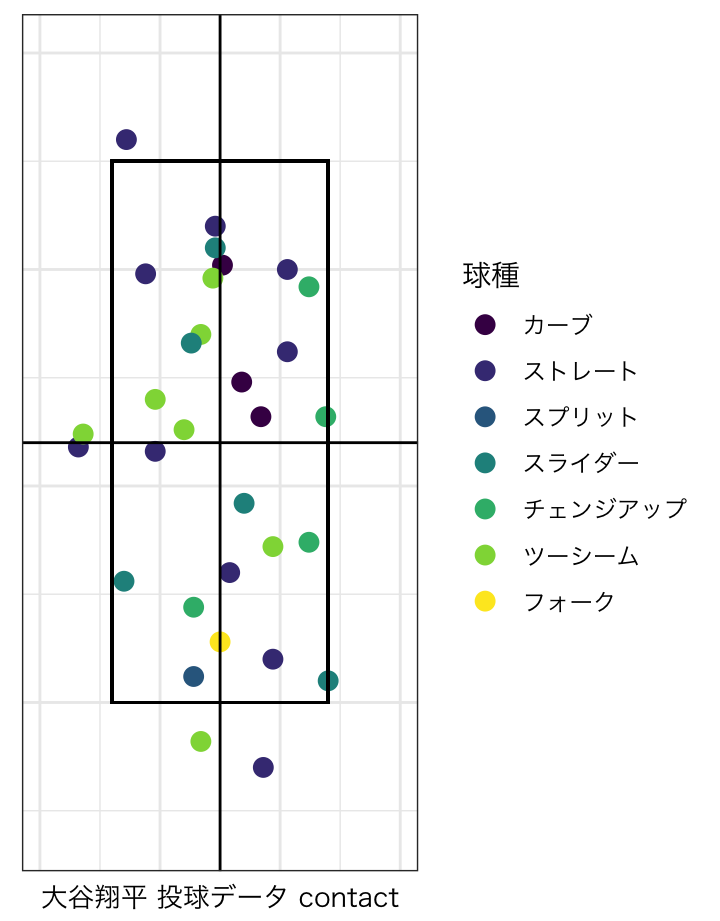 球種
カーブ
ストレート
スプリット
スライダー
チェンジアップ
ツーシーム
フォーク
大谷翔平 投球データ contact